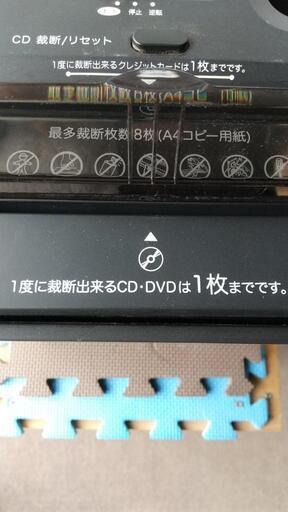 停止 逆転
CD 裁断/リセット
1度に裁断出来るクレジットカードは1枚までです。
最多裁断枚数 8枚(A4コピー用紙)
1度に裁断出来るCD・DVDは1枚までです。